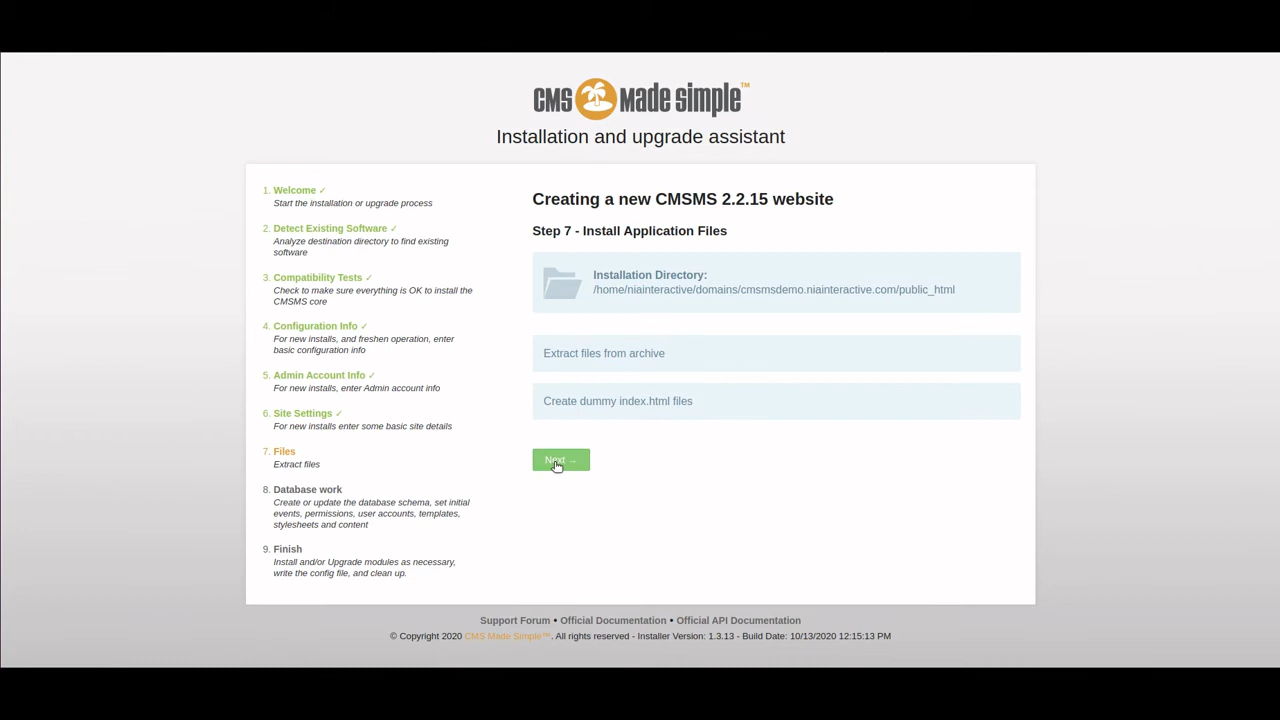 CMS Made Simple™
Installation and upgrade assistant
1. Welcome ✓
Start the installation or upgrade process
2. Detect Existing Software ✓
Analyze destination directory to find existing
software
3. Compatibility Tests ✓
Check to make sure everything is OK to install the
CMSMS core
4. Configuration Info ✓
For new installs, and freshen operation, enter
basic configuration info
5. Admin Account Info ✓
For new installs, enter Admin account info
6. Site Settings ✓
For new installs enter some basic site details
7. Files
Extract files
8. Database work
Create or update the database schema, set initial
events, permissions, user accounts, templates,
stylesheets and content
9. Finish
Install and/or Upgrade modules as necessary,
write the config file, and clean up.
Creating a new CMSMS 2.2.15 website
Step 7 - Install Application Files
Installation Directory:
/home/niainteractive/domains/cmsmsdemo.niainteractive.com/public_html
Extract files from archive
Create dummy index.html files
Next →
Support Forum • Official Documentation • Official API Documentation
© Copyright 2020 CMS Made Simple™. All rights reserved - Installer Version: 1.3.13 - Build Date: 10/13/2020 12:15:13 PM